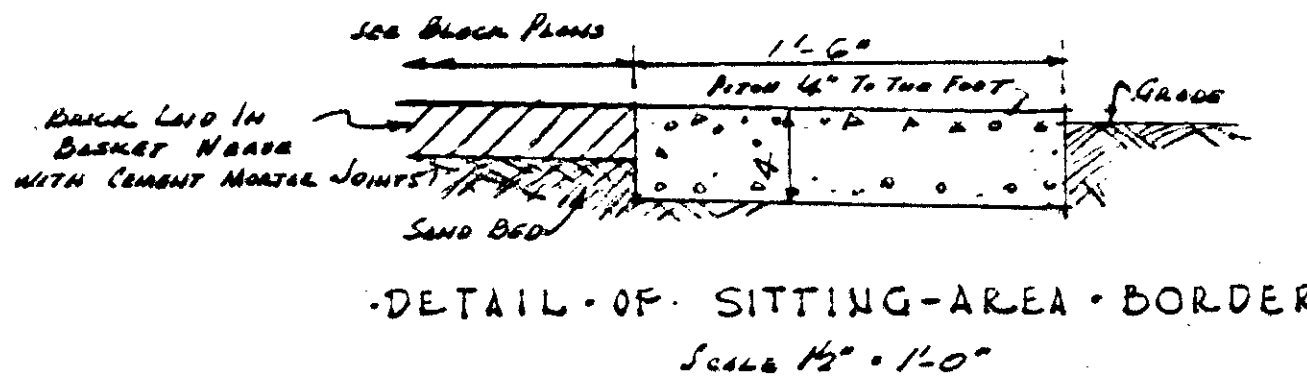 SEE BLOCK PLANS
1'-6"
PITCH ¼" TO THE FOOT
GRADE
BRICK LAID IN
BASKET WEAVE
WITH CEMENT MORTAR JOINTS
4"
SAND BED
·DETAIL·OF· SITTING-AREA·BORDER
SCALE 1½" = 1'-0"